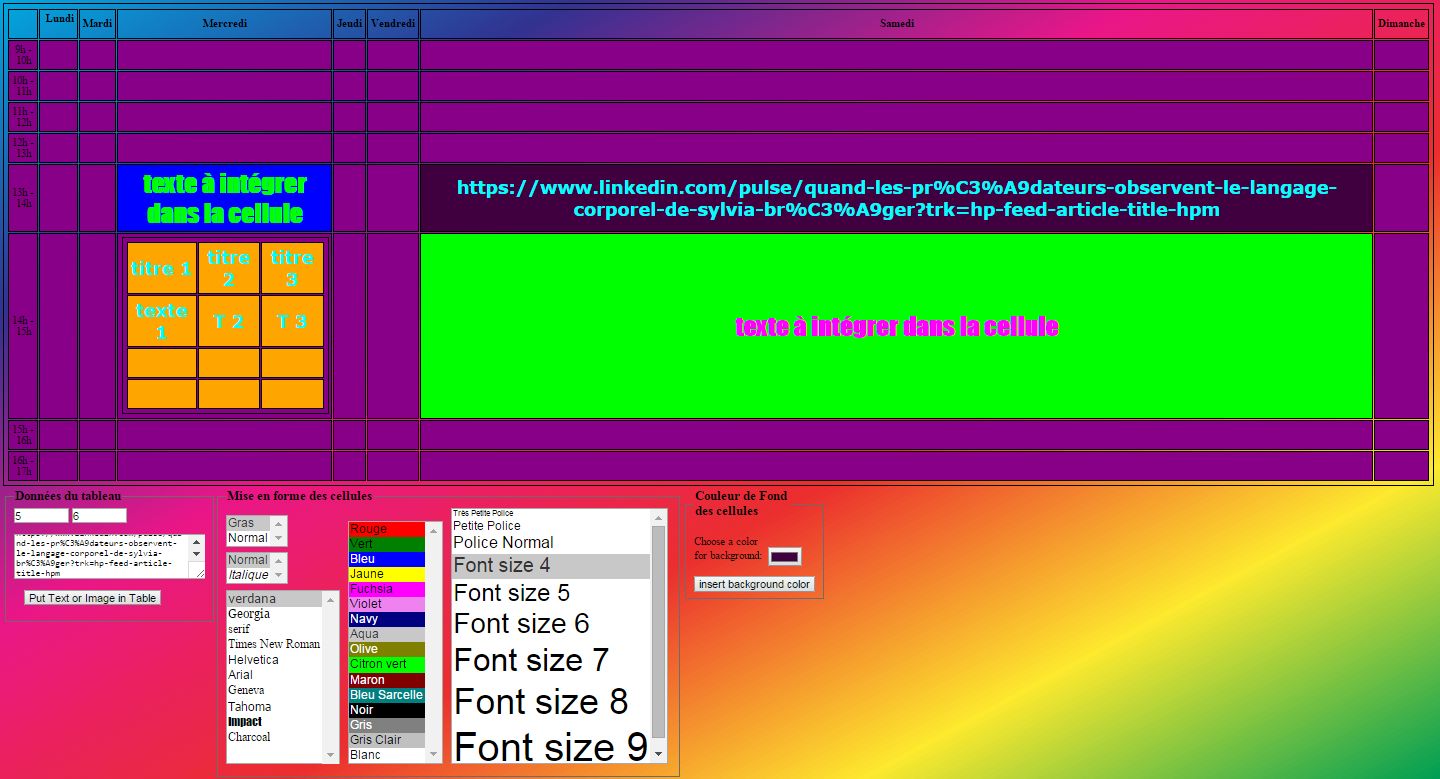 Lundi Mardi Mercredi Jeudi Vendredi Samedi Dimanche
9h -
10h
10h -
11h
11h -
12h
12h -
13h
13h -
14h
texte à intégrer
dans la cellule
https://www.linkedin.com/pulse/quand-les-pr%C3%A9dateurs-observent-le-langage-
corporel-de-sylvia-br%C3%A9ger?trk=hp-feed-article-title-hpm
14h -
15h
titre 1 titre
2 titre
3
texte
1 T 2 T 3
texte à intégrer dans la cellule
15h -
16h
16h -
17h
Données du tableau
5 6
nd-les-pr%C3%A9dateurs-observent-
le-langage-corporel-de-sylvia-
br%C3%A9ger?trk=hp-feed-article-
title-hpm
Put Text or Image in Table
Mise en forme des cellules
Gras
Normal
Normal
Italique
verdana
Georgia
serif
Times New Roman
Helvetica
Arial
Geneva
Tahoma
Impact
Charcoal
Rouge
Vert
Bleu
Jaune
Fuchsia
Violet
Navy
Aqua
Olive
Citron vert
Maron
Bleu Sarcelle
Noir
Gris
Gris Clair
Blanc
Très Petite Police
Petite Police
Police Normal
Font size 4
Font size 5
Font size 6
Font size 7
Font size 8
Font size 9
Couleur de Fond
des cellules
Choose a color
for background:
insert background color